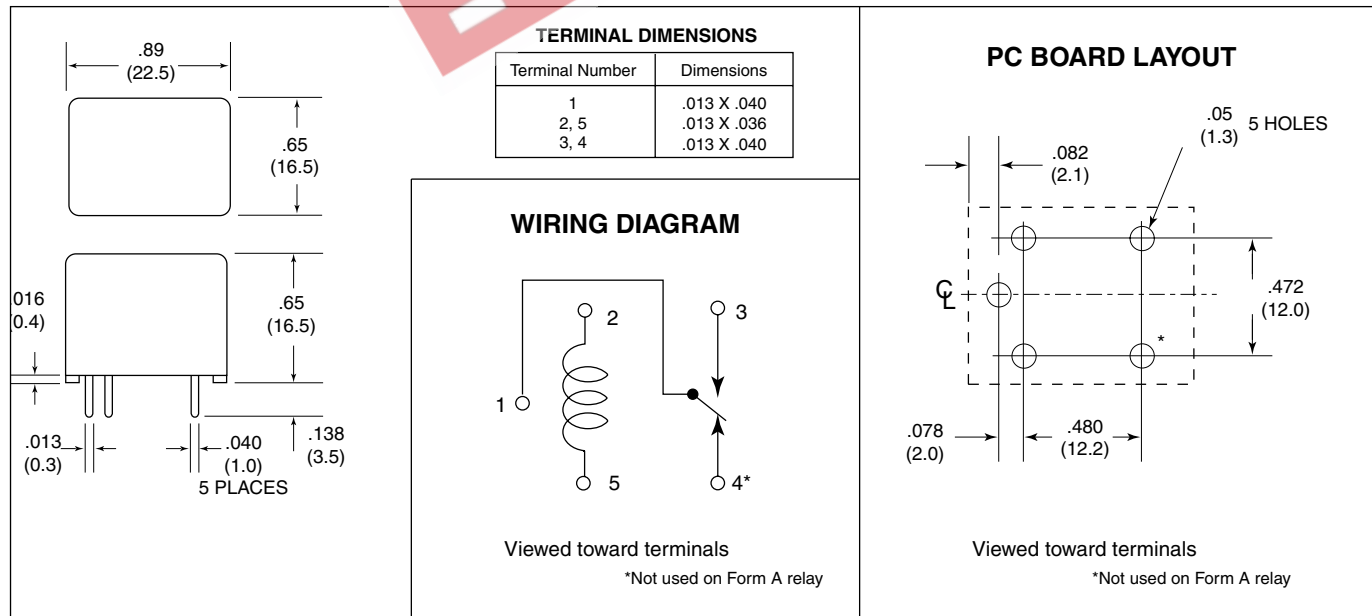 .89
(22.5)
.65
(16.5)
.016
(0.4)
.65
(16.5)
.013
(0.3)
.040
(1.0)
5 PLACES
.138
(3.5)
TERMINAL DIMENSIONS
Terminal Number Dimensions
1 .013 X .040
2, 5 .013 X .036
3, 4 .013 X .040
WIRING DIAGRAM
1
2
3
5
4*
Viewed toward terminals
*Not used on Form A relay
PC BOARD LAYOUT
.05
(1.3)
5 HOLES
.082
(2.1)
CL
.472
(12.0)
*
.078
(2.0)
.480
(12.2)
Viewed toward terminals
*Not used on Form A relay